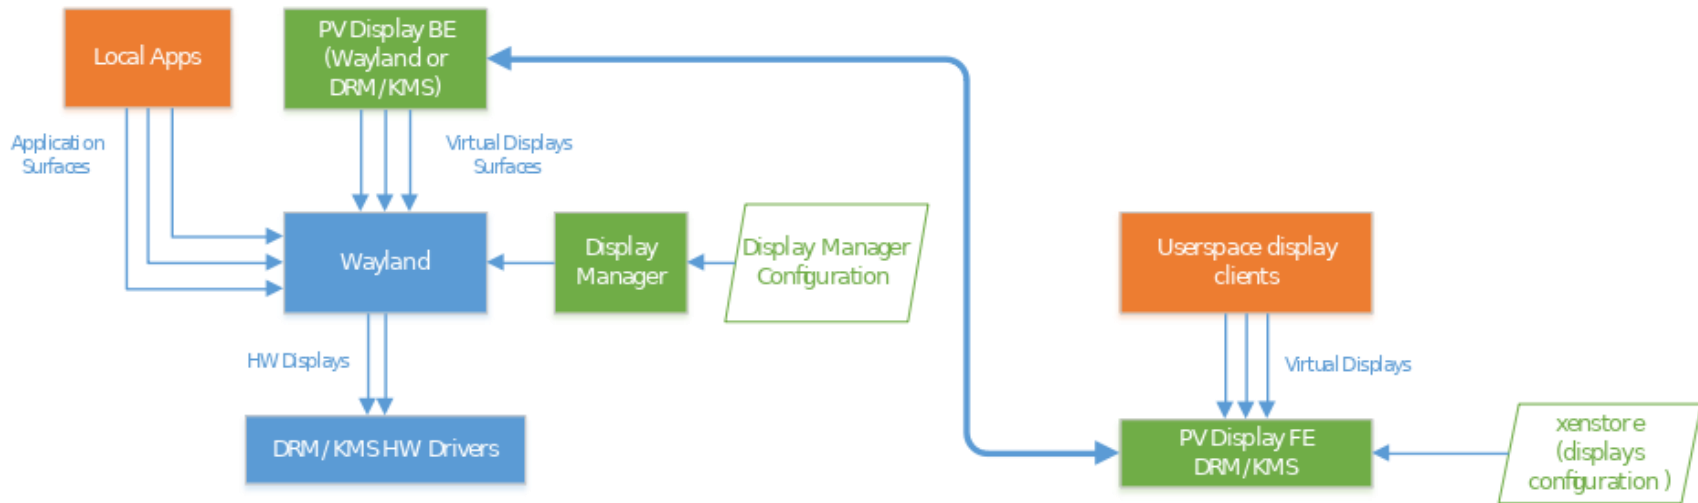 Local Apps
PV Display BE
(Wayland or
DRM/KMS)
Application
Surfaces
Virtual Displays
Surfaces
Wayland
Display
Manager
Display Manager
Configuration
Userspace display
clients
HW Displays
Virtual Displays
DRM/KMS HW Drivers
PV Display FE
DRM/KMS
xenstore
(displays
configuration )